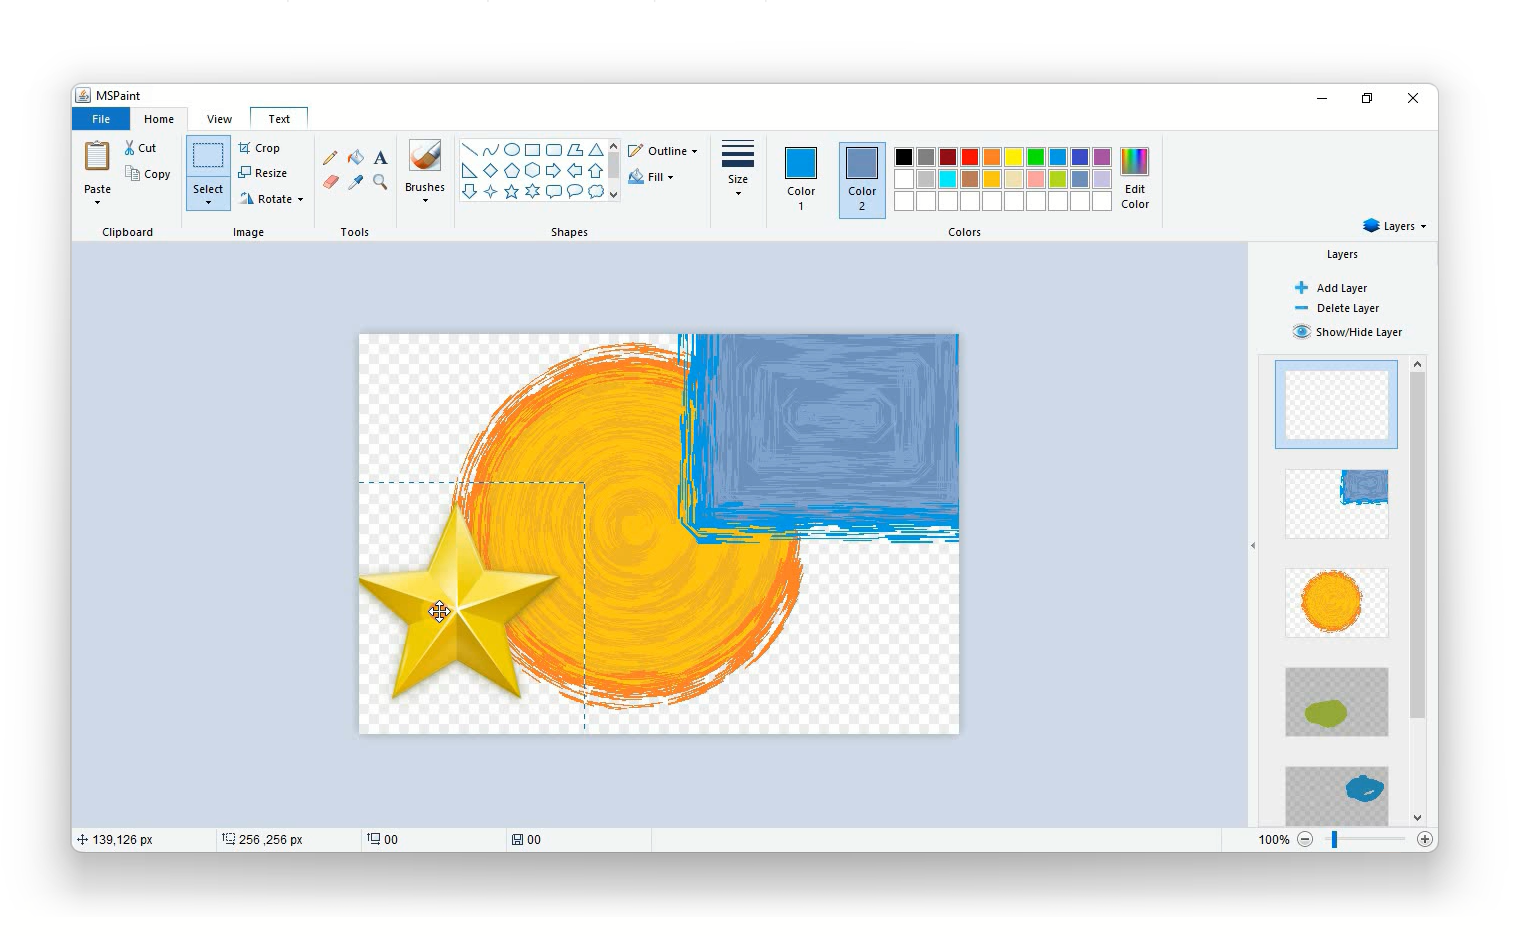 MSPaint
File Home View Text
Paste
Cut
Copy
Clipboard
Select
Crop
Resize
Rotate
Image
A
Tools
Brushes
Outline
Fill
Shapes
Size
Color
1
Color
2
Edit
Color
Colors
Layers
Layers
Add Layer
Delete Layer
Show/Hide Layer
139,126 px 256 ,256 px 00 00 100%